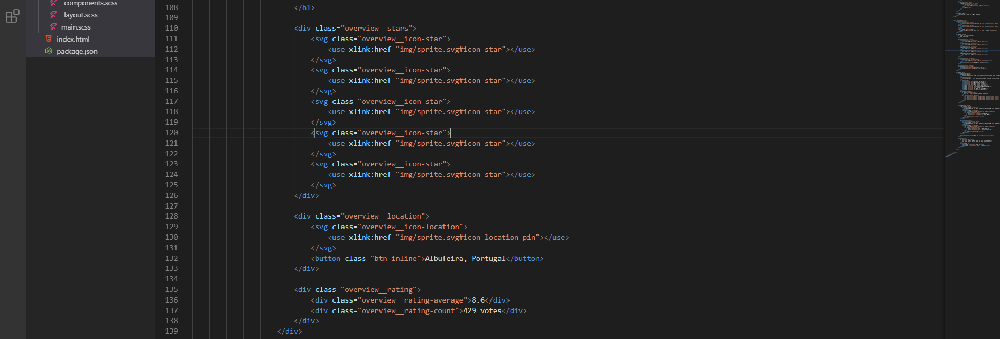 _components.scss
_layout.scss
main.scss
index.html
package.json
108 </h1>
109
110 <div class="overview__stars">
111 <svg class="overview__icon-star">
112 <use xlink:href="img/sprite.svg#icon-star"></use>
113 </svg>
114 <svg class="overview__icon-star">
115 <use xlink:href="img/sprite.svg#icon-star"></use>
116 </svg>
117 <svg class="overview__icon-star">
118 <use xlink:href="img/sprite.svg#icon-star"></use>
119 </svg>
120 <svg class="overview__icon-star">
121 <use xlink:href="img/sprite.svg#icon-star"></use>
122 </svg>
123 <svg class="overview__icon-star">
124 <use xlink:href="img/sprite.svg#icon-star"></use>
125 </svg>
126 </div>
127
128 <div class="overview__location">
129 <svg class="overview__icon-location">
130 <use xlink:href="img/sprite.svg#icon-location-pin"></use>
131 </svg>
132 <button class="btn-inline">Albufeira, Portugal</button>
133 </div>
134
135 <div class="overview__rating">
136 <div class="overview__rating-average">8.6</div>
137 <div class="overview__rating-count">429 votes</div>
138 </div>
139 </div>